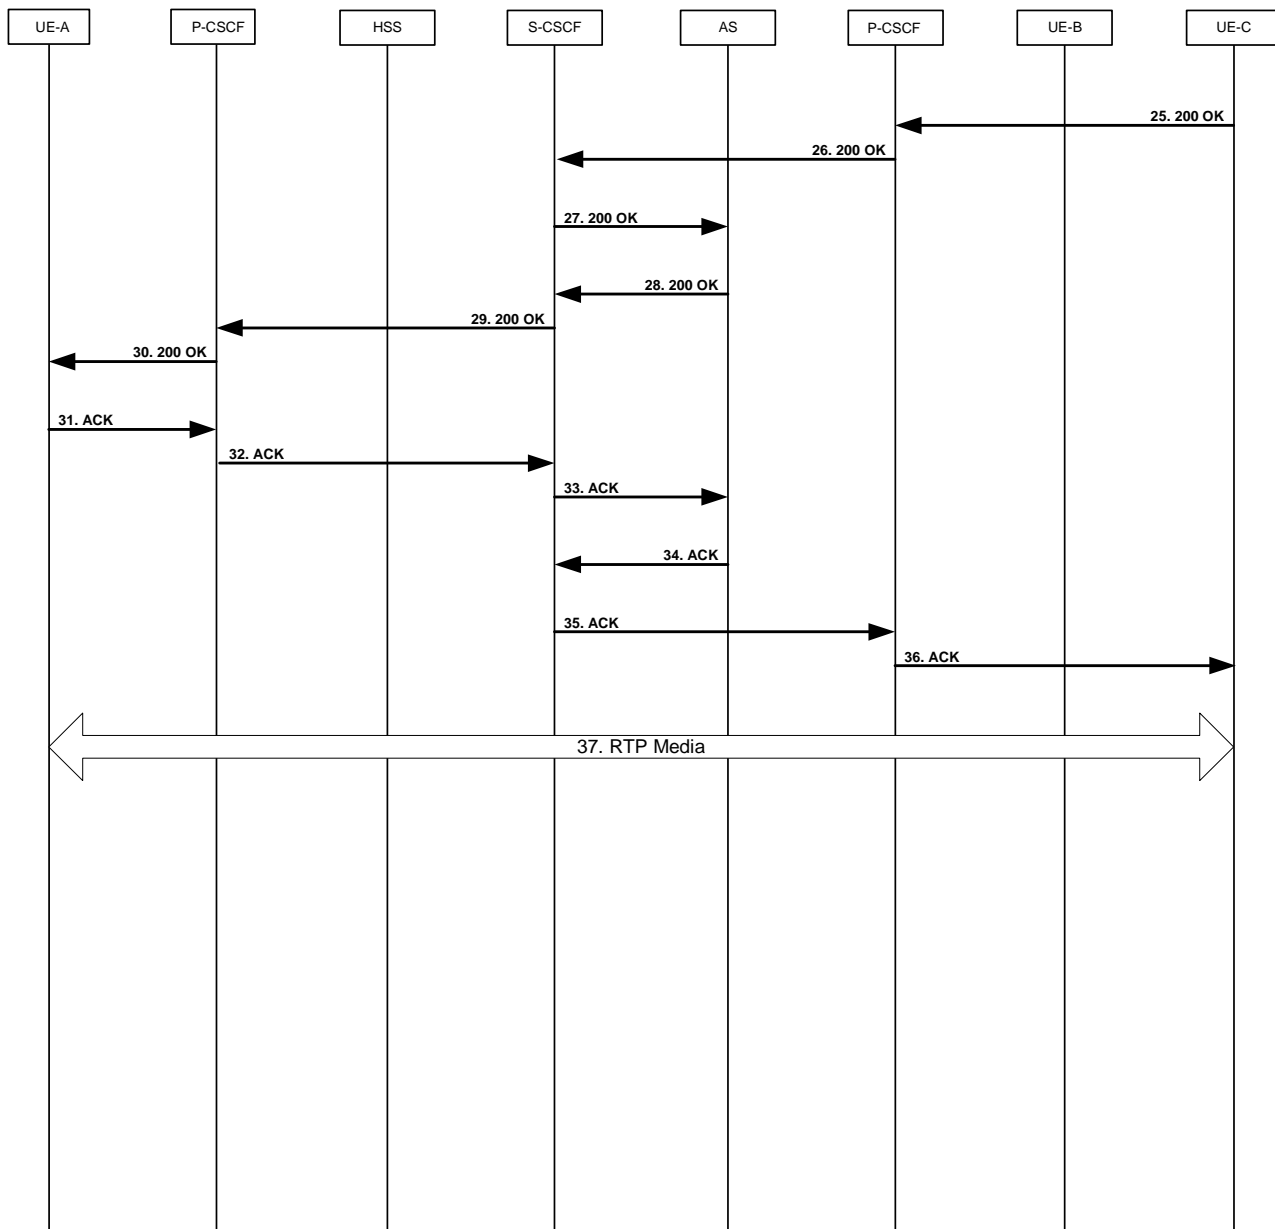 UE-A
P-CSCF
HSS
S-CSCF
AS
P-CSCF
UE-B
UE-C
25. 200 OK
26. 200 OK
27. 200 OK
28. 200 OK
29. 200 OK
30. 200 OK
31. ACK
32. ACK
33. ACK
34. ACK
35. ACK
36. ACK
37. RTP Media